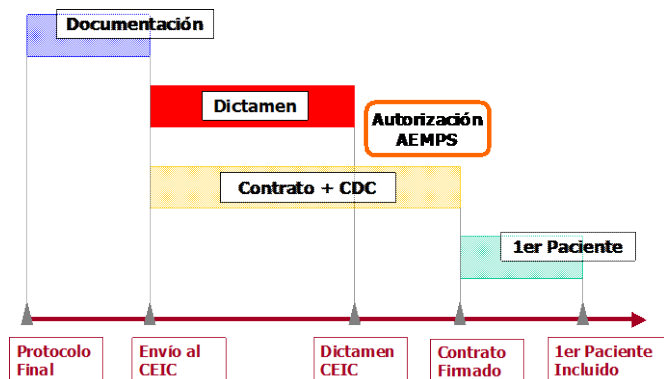 Documentación
Dictamen
Autorización
AEMPS
Contrato + CDC
1er Paciente
Protocolo
Final
Envío al
CEIC
Dictamen
CEIC
Contrato
Firmado
1er Paciente
Incluido